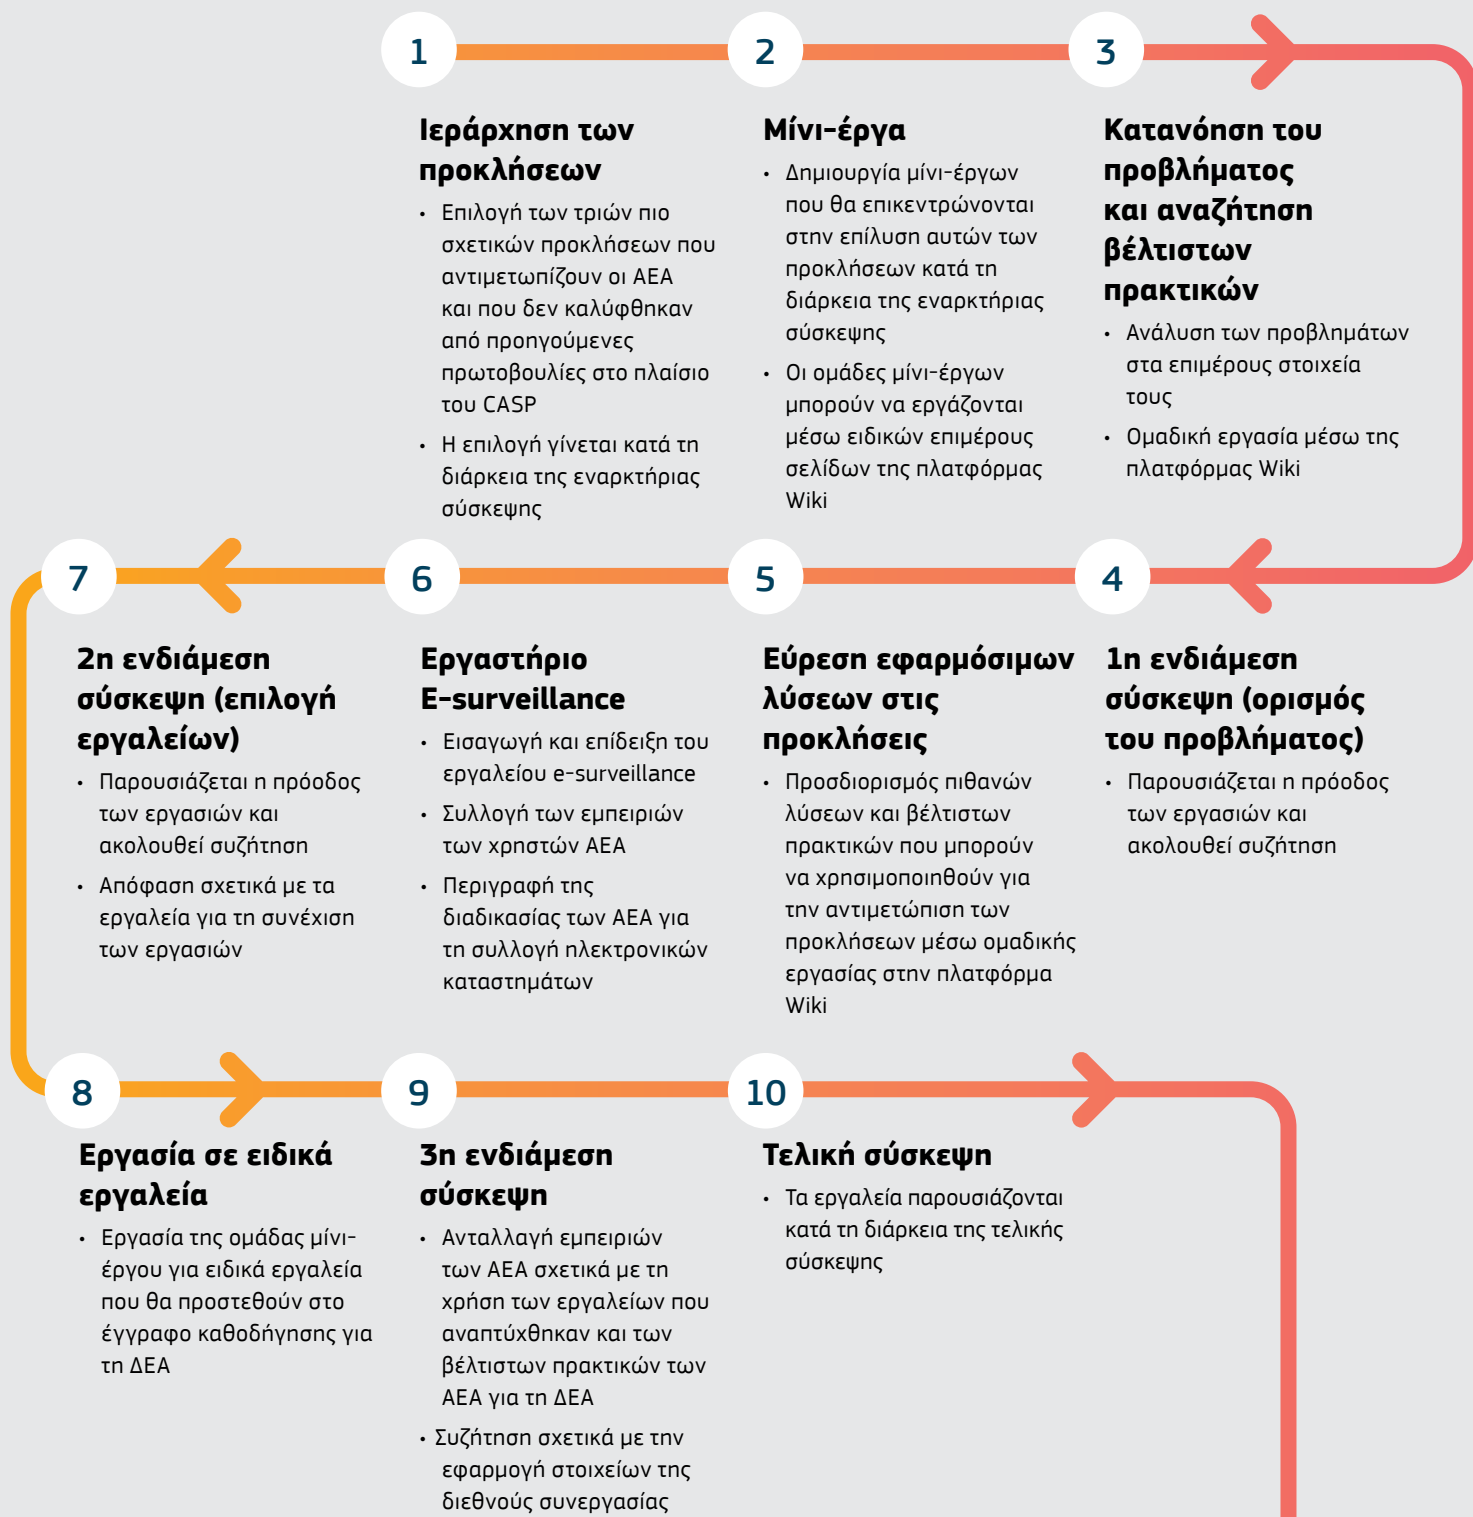 1
Ιεράρχηση των
προκλήσεων
• Επιλογή των τριών πιο
σχετικών προκλήσεων που
αντιμετωπίζουν οι ΑΕΑ
και που δεν καλύφθηκαν
από προηγούμενες
πρωτοβουλίες στο πλαίσιο
του CASP
• Η επιλογή γίνεται κατά τη
διάρκεια της εναρκτήριας
σύσκεψης
2
Μίνι-έργα
• Δημιουργία μίνι-έργων
που θα επικεντρώνονται
στην επίλυση αυτών των
προκλήσεων κατά τη
διάρκεια της εναρκτήριας
σύσκεψης
• Οι ομάδες μίνι-έργων
μπορούν να εργάζονται
μέσω ειδικών επιμέρους
σελίδων της πλατφόρμας
Wiki
3
Κατανόηση του
προβλήματος
και αναζήτηση
βέλτιστων
πρακτικών
• Ανάλυση των προβλημάτων
στα επιμέρους στοιχεία
τους
• Ομαδική εργασία μέσω της
πλατφόρμας Wiki
4
1η ενδιάμεση
σύσκεψη (ορισμός
του προβλήματος)
• Παρουσιάζεται η πρόοδος
των εργασιών και
ακολουθεί συζήτηση
5
Εύρεση εφαρμόσιμων
λύσεων στις
προκλήσεις
• Προσδιορισμός πιθανών
λύσεων και βέλτιστων
πρακτικών που μπορούν
να χρησιμοποιηθούν για
την αντιμετώπιση των
προκλήσεων μέσω ομαδικής
εργασίας στην πλατφόρμα
Wiki
6
Εργαστήριο
E-surveillance
• Εισαγωγή και επίδειξη του
εργαλείου e-surveillance
• Συλλογή των εμπειριών
των χρηστών ΑΕΑ
• Περιγραφή της
διαδικασίας των ΑΕΑ για
τη συλλογή ηλεκτρονικών
καταστημάτων
7
2η ενδιάμεση
σύσκεψη (επιλογή
εργαλείων)
• Παρουσιάζεται η πρόοδος
των εργασιών και
ακολουθεί συζήτηση
• Απόφαση σχετικά με τα
εργαλεία για τη συνέχιση
των εργασιών
8
Εργασία σε ειδικά
εργαλεία
• Εργασία της ομάδας μίνι-
έργου για ειδικά εργαλεία
που θα προστεθούν στο
έγγραφο καθοδήγησης για
τη ΔΕΑ
9
3η ενδιάμεση
σύσκεψη
• Ανταλλαγή εμπειριών
των ΑΕΑ σχετικά με τη
χρήση των εργαλείων που
αναπτύχθηκαν και των
βέλτιστων πρακτικών των
ΑΕΑ για τη ΔΕΑ
• Συζήτηση σχετικά με την
εφαρμογή στοιχείων της
διεθνούς συνεργασίας
10
Τελική σύσκεψη
• Τα εργαλεία παρουσιάζονται
κατά τη διάρκεια της τελικής
σύσκεψης